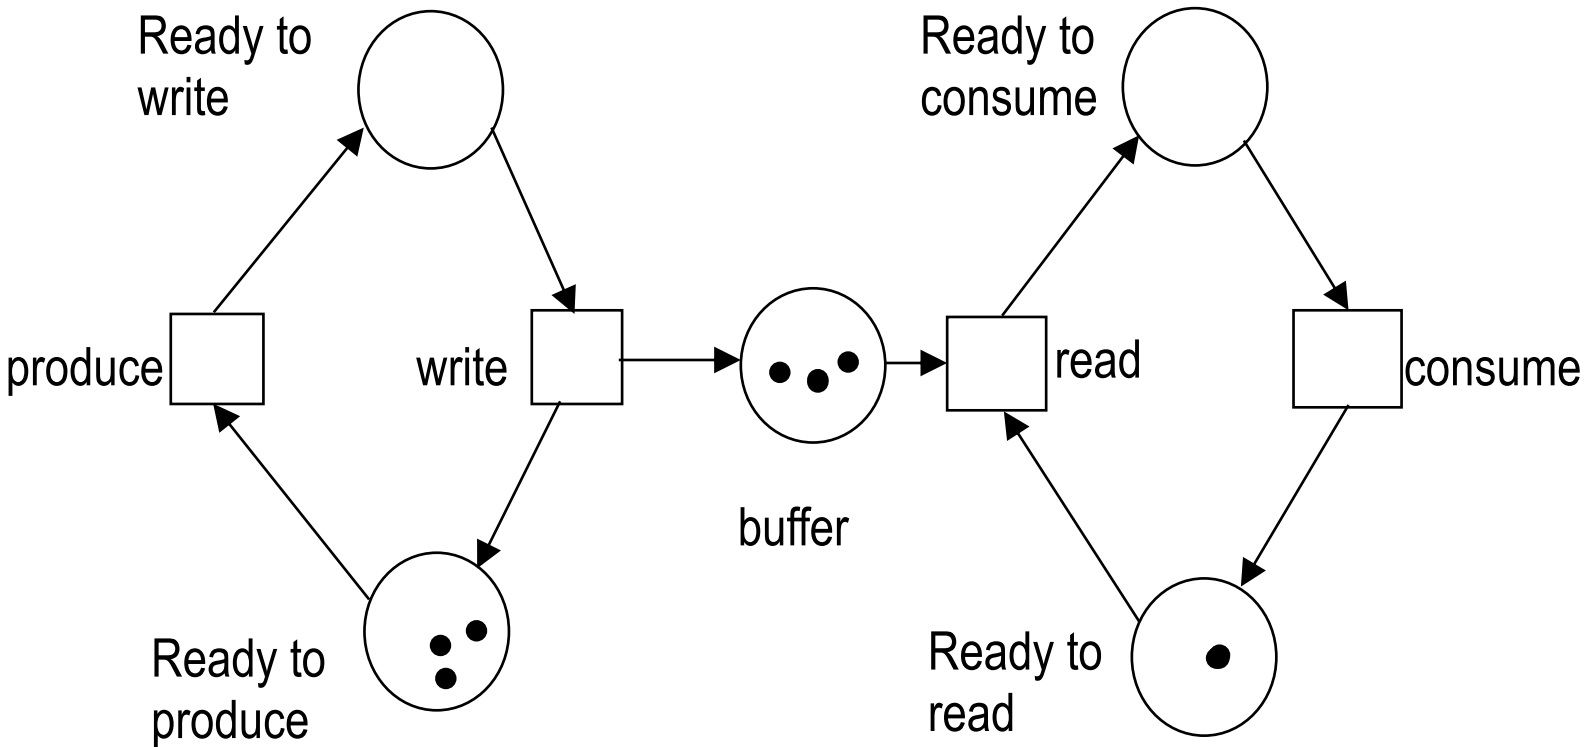 Ready to
write
Ready to
consume
produce
write
read
consume
buffer
Ready to
produce
Ready to
read